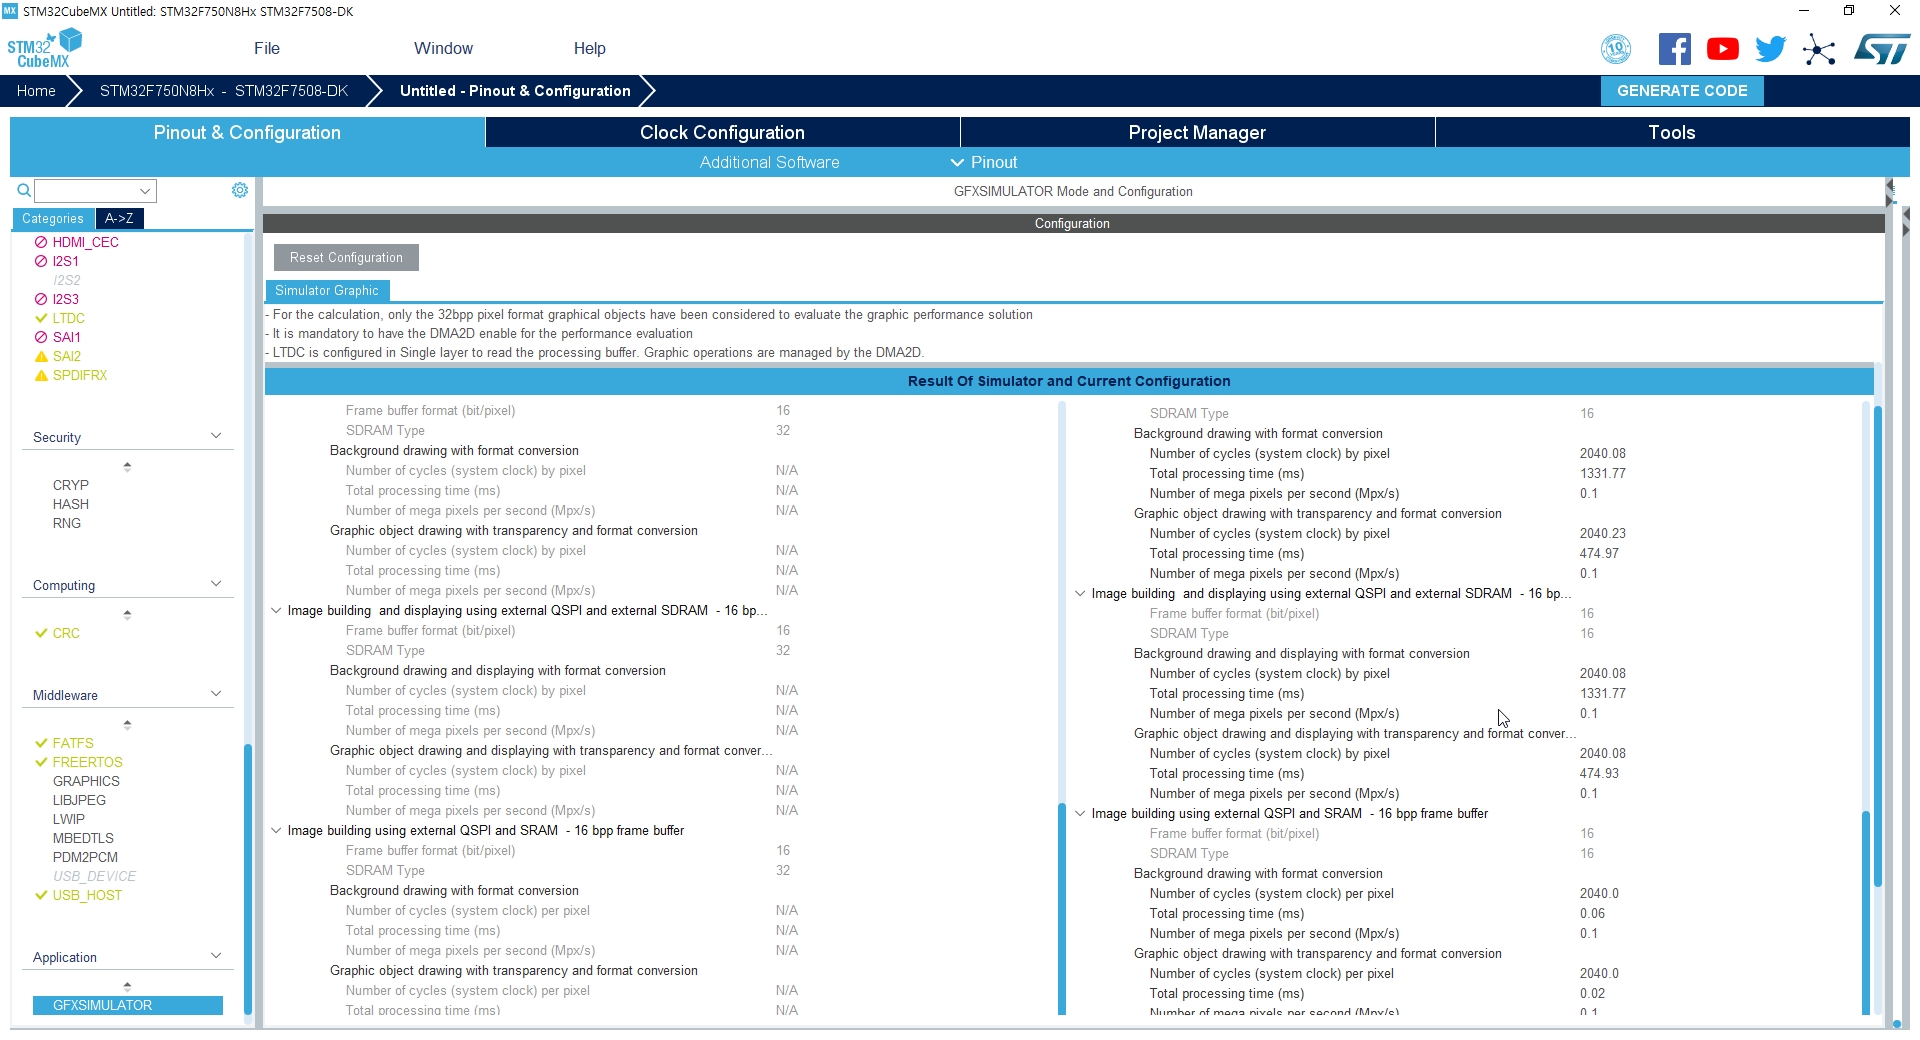 MX STM32CubeMX Untitled: STM32F750N8Hx STM32F7508-DK
STM32
CubeMX
File
Window
Help
10
ST
Home
STM32F750N8Hx - STM32F7508-DK
Untitled - Pinout & Configuration
GENERATE CODE
Pinout & Configuration
Clock Configuration
Project Manager
Tools
Additional Software
Pinout
Categories
A->Z
HDMI_CEC
I2S1
I2S2
I2S3
LTDC
SAI1
SAI2
SPDIFRX
Security
CRYP
HASH
RNG
Computing
CRC
Middleware
FATFS
FREERTOS
GRAPHICS
LIBJPEG
LWIP
MBEDTLS
PDM2PCM
USB_DEVICE
USB_HOST
Application
GFXSIMULATOR
GFXSIMULATOR Mode and Configuration
Configuration
Reset Configuration
Simulator Graphic
- For the calculation, only the 32bpp pixel format graphical objects have been considered to evaluate the graphic performance solution
- It is mandatory to have the DMA2D enable for the performance evaluation
- LTDC is configured in Single layer to read the processing buffer. Graphic operations are managed by the DMA2D.
Result Of Simulator and Current Configuration
Frame buffer format (bit/pixel) 16
SDRAM Type 32
Background drawing with format conversion
Number of cycles (system clock) by pixel N/A
Total processing time (ms) N/A
Number of mega pixels per second (Mpx/s) N/A
Graphic object drawing with transparency and format conversion
Number of cycles (system clock) by pixel N/A
Total processing time (ms) N/A
Number of mega pixels per second (Mpx/s) N/A
Image building and displaying using external QSPI and external SDRAM - 16 bp...
Frame buffer format (bit/pixel) 16
SDRAM Type 32
Background drawing and displaying with format conversion
Number of cycles (system clock) by pixel N/A
Total processing time (ms) N/A
Number of mega pixels per second (Mpx/s) N/A
Graphic object drawing and displaying with transparency and format conver...
Number of cycles (system clock) by pixel N/A
Total processing time (ms) N/A
Number of mega pixels per second (Mpx/s) N/A
Image building using external QSPI and SRAM - 16 bpp frame buffer
Frame buffer format (bit/pixel) 16
SDRAM Type 32
Background drawing with format conversion
Number of cycles (system clock) per pixel N/A
Total processing time (ms) N/A
Number of mega pixels per second (Mpx/s) N/A
Graphic object drawing with transparency and format conversion
Number of cycles (system clock) per pixel N/A
Total processing time (ms) N/A
SDRAM Type 16
Background drawing with format conversion
Number of cycles (system clock) by pixel 2040.08
Total processing time (ms) 1331.77
Number of mega pixels per second (Mpx/s) 0.1
Graphic object drawing with transparency and format conversion
Number of cycles (system clock) by pixel 2040.23
Total processing time (ms) 474.97
Number of mega pixels per second (Mpx/s) 0.1
Image building and displaying using external QSPI and external SDRAM - 16 bp...
Frame buffer format (bit/pixel) 16
SDRAM Type 16
Background drawing and displaying with format conversion
Number of cycles (system clock) by pixel 2040.08
Total processing time (ms) 1331.77
Number of mega pixels per second (Mpx/s) 0.1
Graphic object drawing and displaying with transparency and format conver...
Number of cycles (system clock) by pixel 2040.08
Total processing time (ms) 474.93
Number of mega pixels per second (Mpx/s) 0.1
Image building using external QSPI and SRAM - 16 bpp frame buffer
Frame buffer format (bit/pixel) 16
SDRAM Type 16
Background drawing with format conversion
Number of cycles (system clock) per pixel 2040.0
Total processing time (ms) 0.06
Number of mega pixels per second (Mpx/s) 0.1
Graphic object drawing with transparency and format conversion
Number of cycles (system clock) per pixel 2040.0
Total processing time (ms) 0.02
Number of mega pixels per second (Mpx/s) 0.1